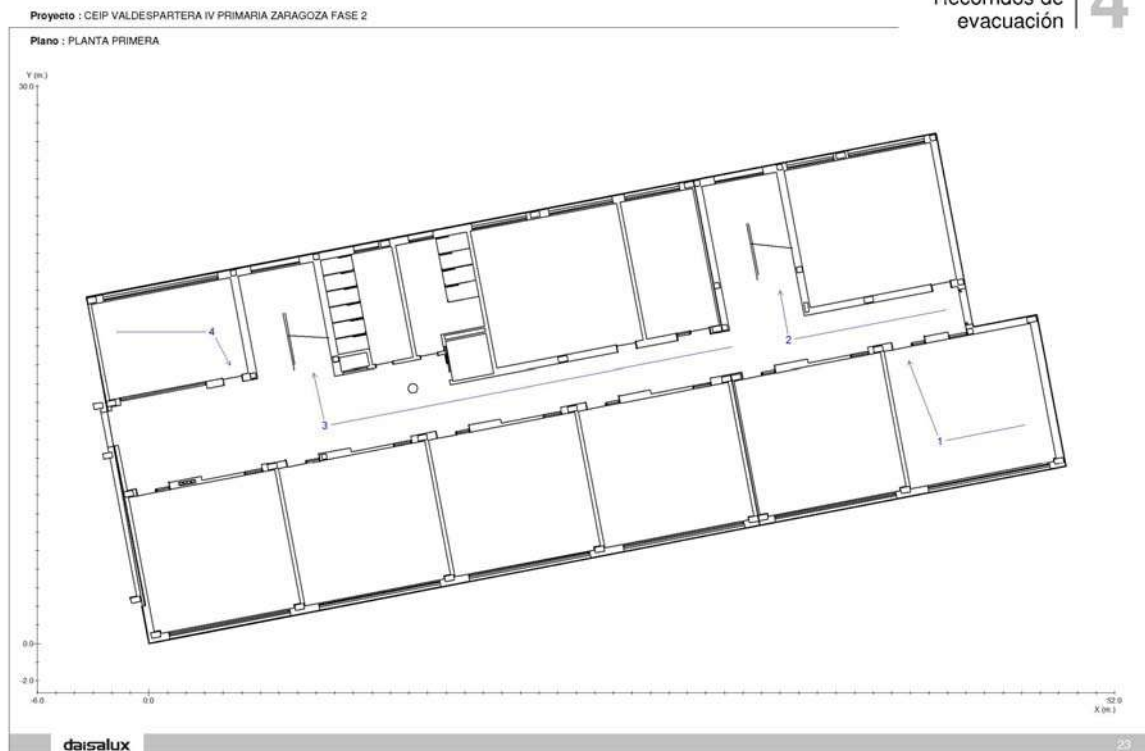 Proyecto : CEIP VALDESPARTERA IV PRIMARIA ZARAGOZA FASE 2
Recorridos de
evacuación
4
Plano : PLANTA PRIMERA
Y (m.)
30.0
4
2
3
1
0.0
-2.0
-6.0
0.0
52.0
X (m.)
daisalux
23